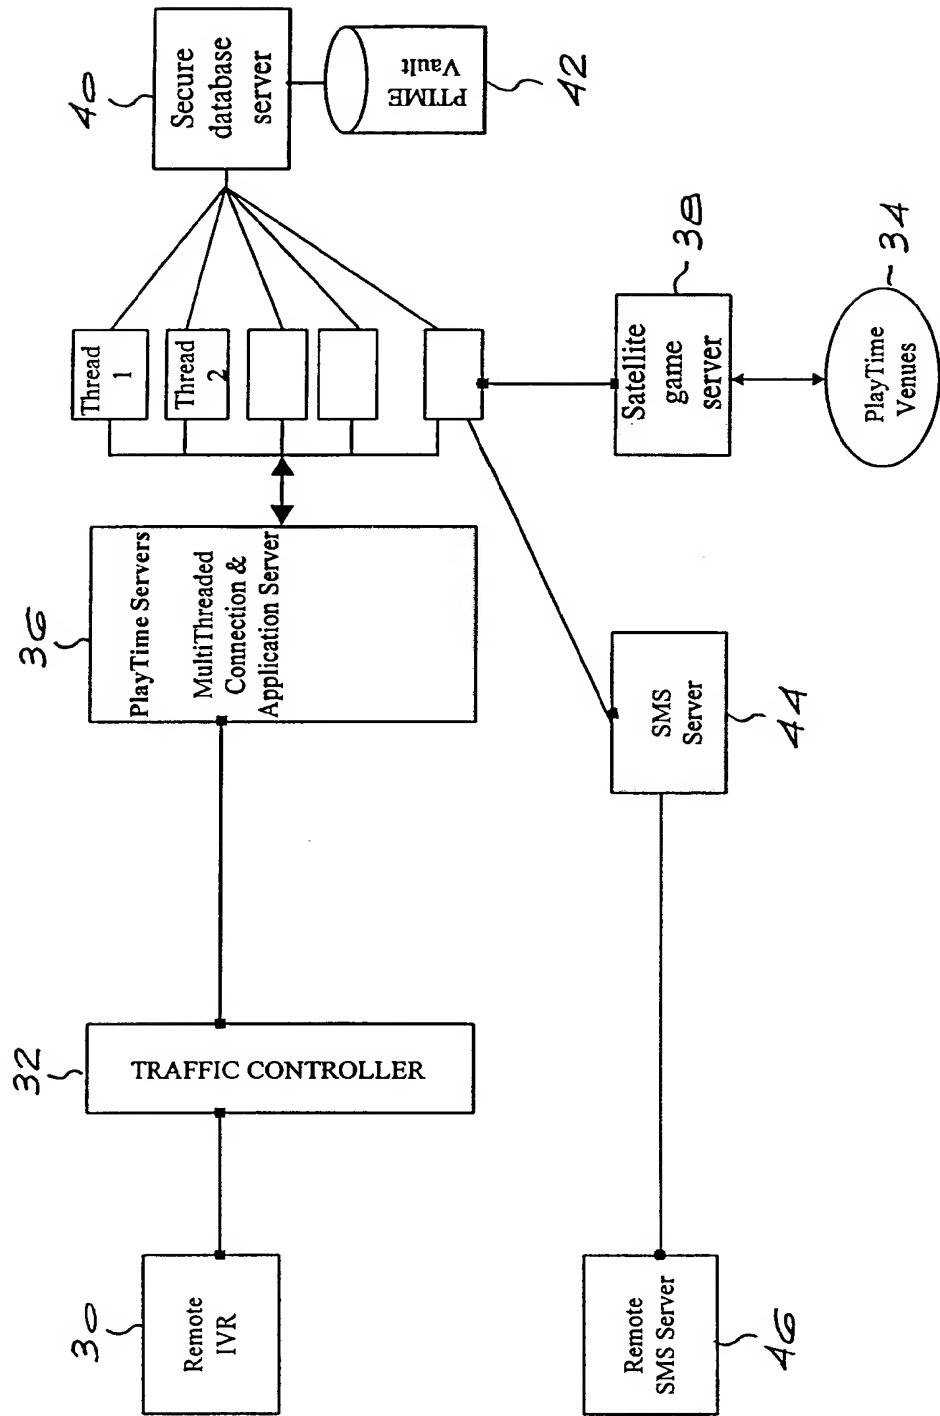 30
Remote
IVR
32
TRAFFIC CONTROLLER
36
PlayTime Servers
MultiThreaded
Connection &
Application Server
Thread
1
Thread
2
40
Secure
database
server
PTIME
Vault
42
Satellite
game
server
38
PlayTime
Venues
34
SMS
Server
44
Remote
SMS Server
46